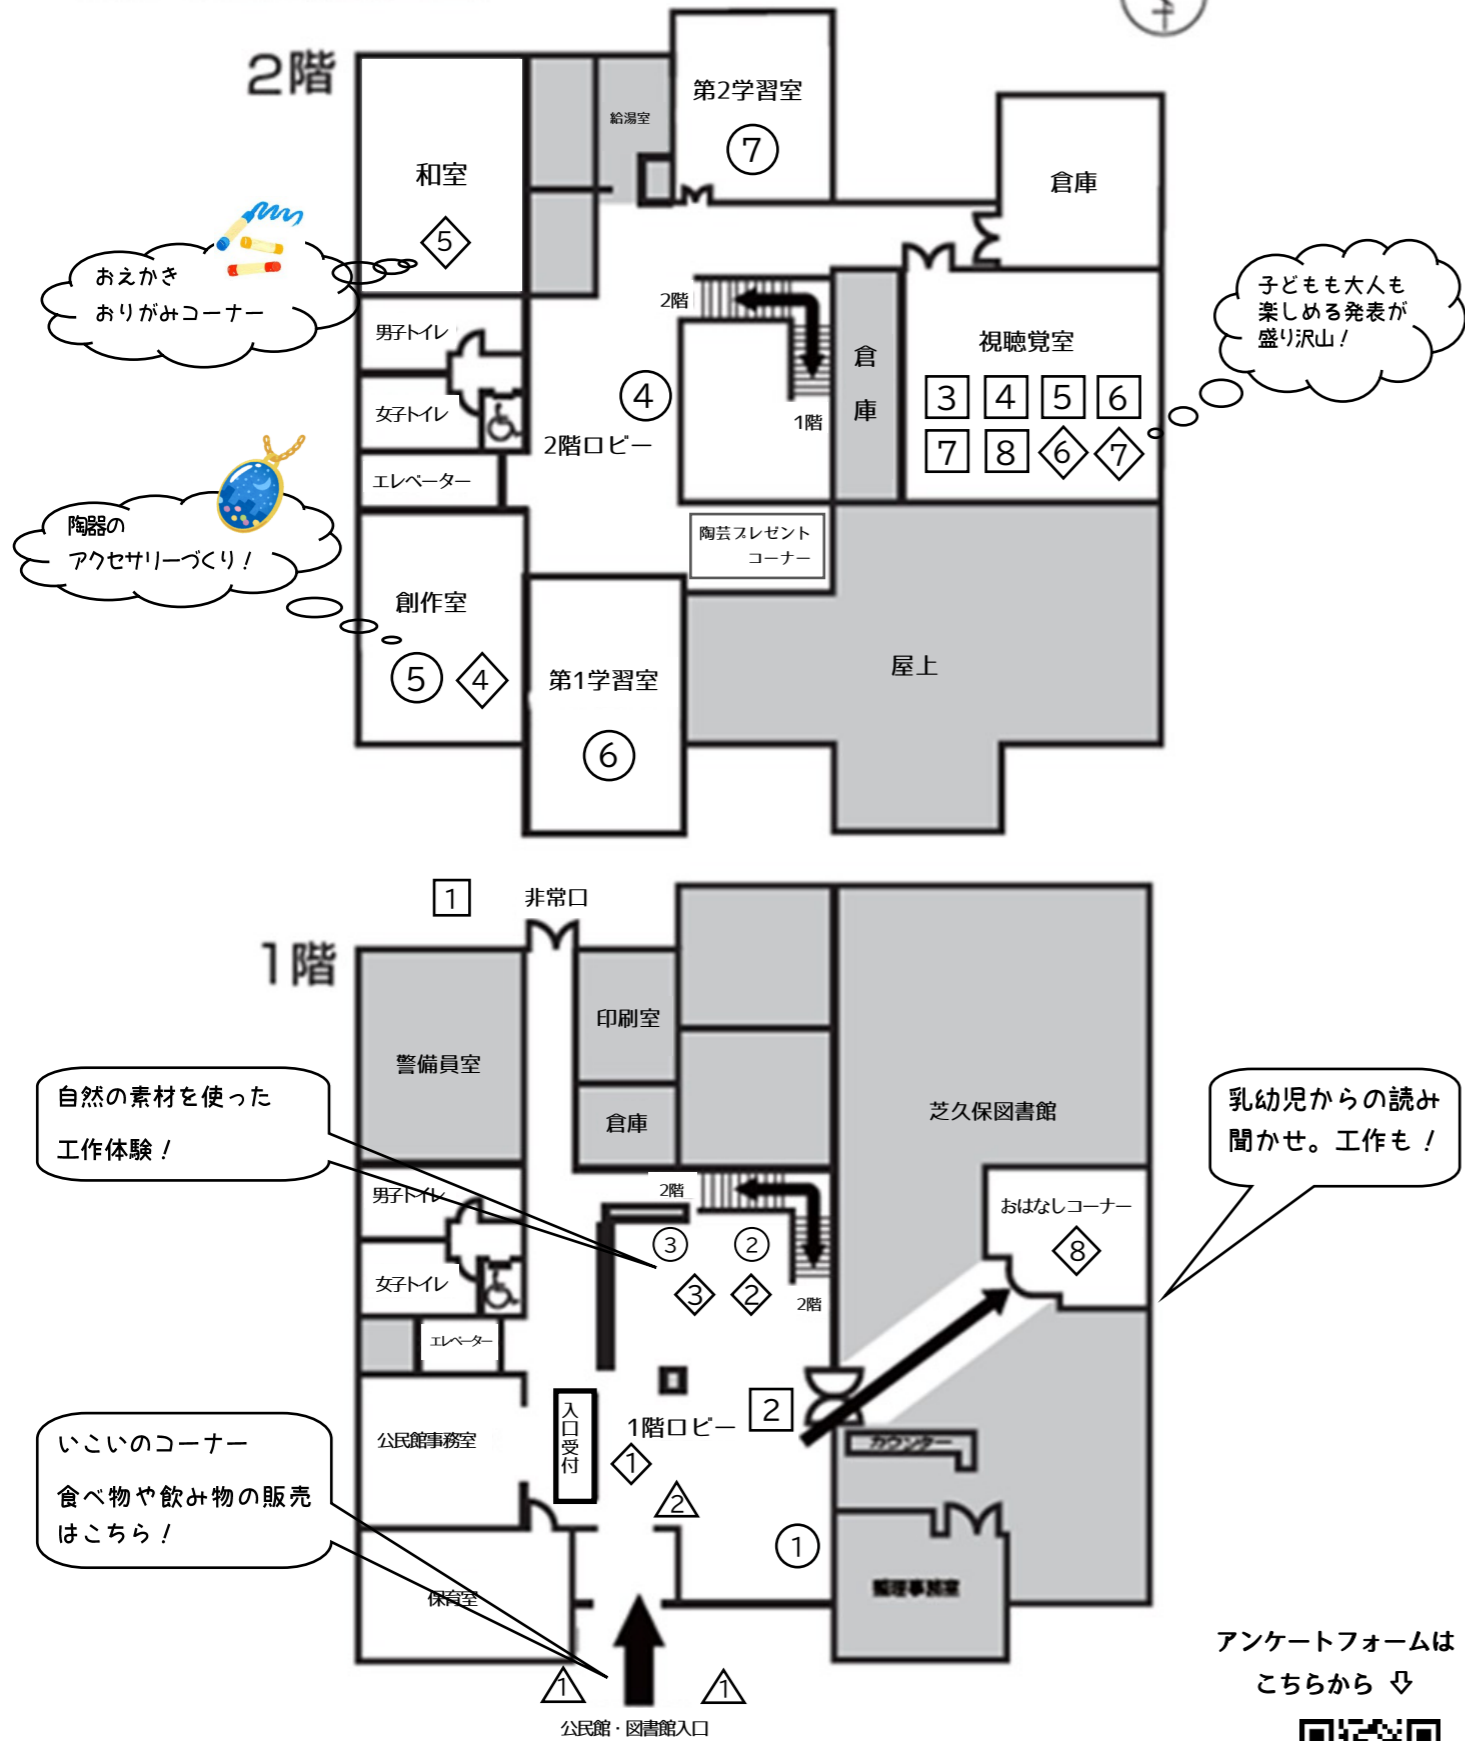 2階
第2学習室
⑦
給湯室
和室
5
倉庫
おえかき
おりがみコーナー
子どもも大人も
楽しめる発表が
盛り沢山!
2階
1階
男子トイレ
女子トイレ
エレベーター
④
2階ロビー
倉
庫
視聴覚室
3 4 5 6
7 8 6 7
陶器の
アクセサリーづくり!
陶芸プレゼント
コーナー
創作室
⑤ 4
第1学習室
⑥
屋上
1 非常口
1階
警備員室
印刷室
倉庫
芝久保図書館
自然の素材を使った
工作体験!
乳幼児からの読み
聞かせ。工作も!
男子トイレ
女子トイレ
エレベーター
2階
③ ②
3 2
2階
おはなしコーナー
8
公民館事務室
入口受付
1階ロビー
2
1
2
①
カウンター
整理事務室
いこいのコーナー
食べ物や飲み物の販売
はこちら!
保育室
1 1
公民館・図書館入口
アンケートフォームは
こちらから ⇩